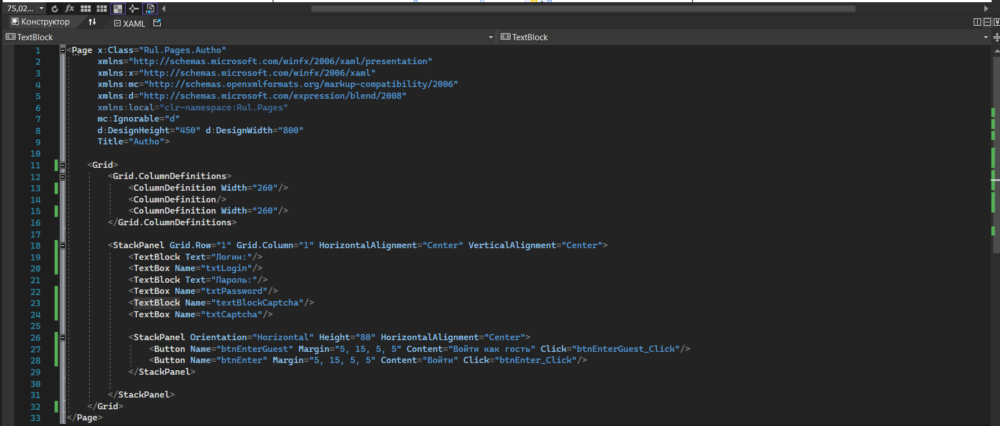 75,02...
Конструктор XAML
TextBlock TextBlock
1 <Page x:Class="Rul.Pages.Autho"
2 xmlns="http://schemas.microsoft.com/winfx/2006/xaml/presentation"
3 xmlns:x="http://schemas.microsoft.com/winfx/2006/xaml"
4 xmlns:mc="http://schemas.openxmlformats.org/markup-compatibility/2006"
5 xmlns:d="http://schemas.microsoft.com/expression/blend/2008"
6 xmlns:local="clr-namespace:Rul.Pages"
7 mc:Ignorable="d"
8 d:DesignHeight="450" d:DesignWidth="800"
9 Title="Autho">
10
11 <Grid>
12 <Grid.ColumnDefinitions>
13 <ColumnDefinition Width="260"/>
14 <ColumnDefinition/>
15 <ColumnDefinition Width="260"/>
16 </Grid.ColumnDefinitions>
17
18 <StackPanel Grid.Row="1" Grid.Column="1" HorizontalAlignment="Center" VerticalAlignment="Center">
19 <TextBlock Text="Логин:"/>
20 <TextBox Name="txtLogin"/>
21 <TextBlock Text="Пароль:"/>
22 <TextBox Name="txtPassword"/>
23 <TextBlock Name="textBlockCaptcha"/>
24 <TextBox Name="txtCaptcha"/>
25
26 <StackPanel Orientation="Horizontal" Height="80" HorizontalAlignment="Center">
27 <Button Name="btnEnterGuest" Margin="5, 15, 5, 5" Content="Войти как гость" Click="btnEnterGuest_Click"/>
28 <Button Name="btnEnter" Margin="5, 15, 5, 5" Content="Войти" Click="btnEnter_Click"/>
29 </StackPanel>
30
31 </StackPanel>
32 </Grid>
33 </Page>